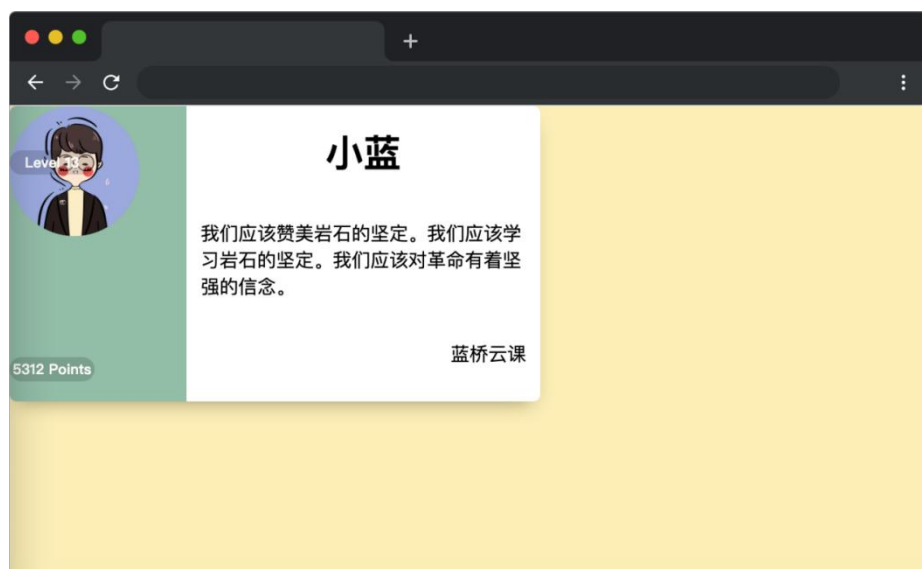 小蓝
Level 13
我们应该赞美岩石的坚定。我们应该学
习岩石的坚定。我们应该对革命有着坚
强的信念。
蓝桥云课
5312 Points